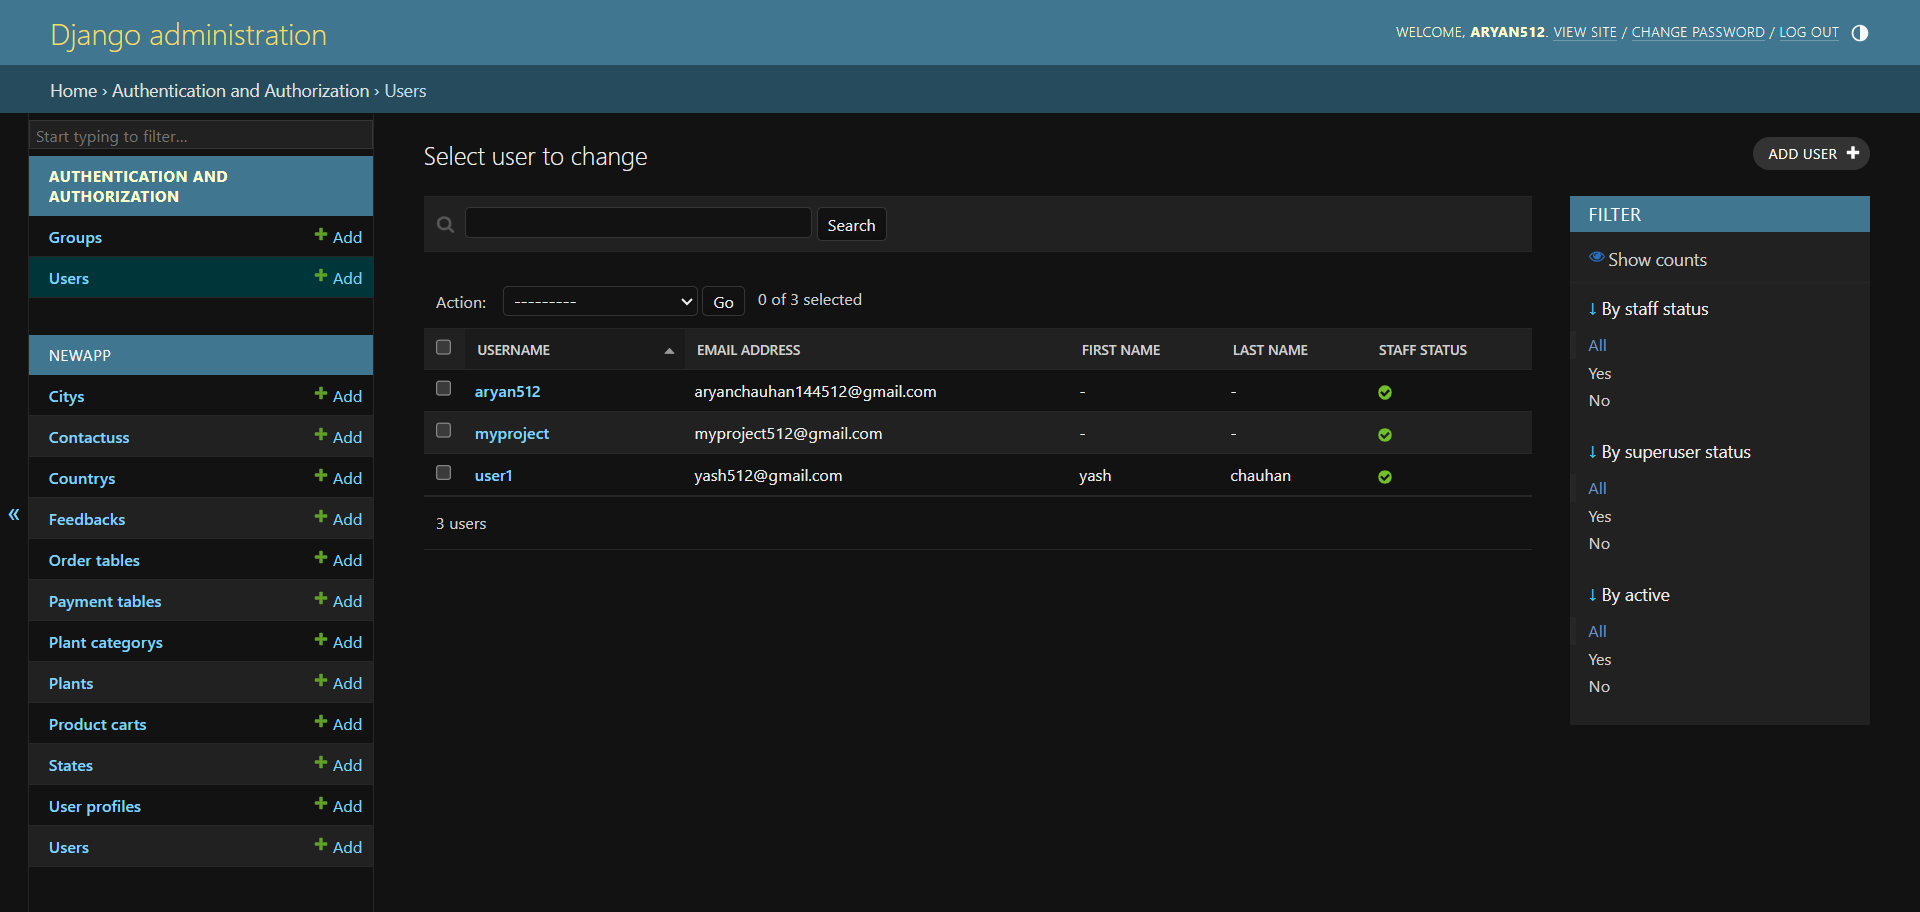 Django administration
WELCOME, ARYAN512. VIEW SITE / CHANGE PASSWORD / LOG OUT
Home › Authentication and Authorization › Users
Start typing to filter...
AUTHENTICATION AND
AUTHORIZATION
Groups Add
Users Add
NEWAPP
Citys Add
Contactuss Add
Countrys Add
Feedbacks Add
Order tables Add
Payment tables Add
Plant categorys Add
Plants Add
Product carts Add
States Add
User profiles Add
Users Add
«
Select user to change
ADD USER
Search
Action: --------- Go 0 of 3 selected
USERNAME EMAIL ADDRESS FIRST NAME LAST NAME STAFF STATUS
aryan512 aryanchauhan144512@gmail.com - -
myproject myproject512@gmail.com - -
user1 yash512@gmail.com yash chauhan
3 users
FILTER
Show counts
↓ By staff status
All
Yes
No
↓ By superuser status
All
Yes
No
↓ By active
All
Yes
No